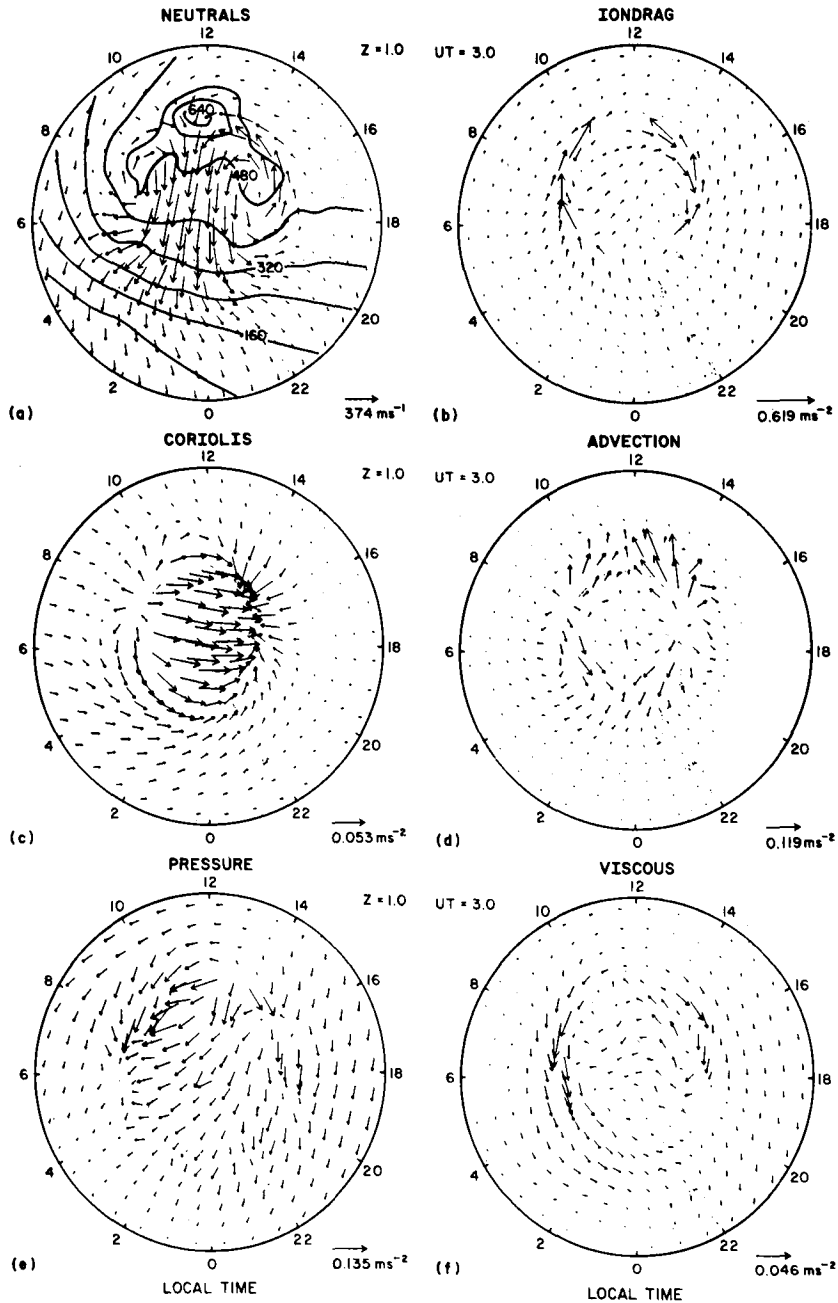 NEUTRALS
12
10
14
Z = 1.0
640
8
16
480
6
18
320
4
20
160
2
22
0
(a)
374 ms⁻¹
IONDRAG
12
UT = 3.0
10
14
8
16
6
18
4
20
2
22
0
(b)
0.619 ms⁻²
CORIOLIS
12
10
14
Z = 1.0
8
16
6
18
4
20
2
22
0
(c)
0.053 ms⁻²
ADVECTION
12
UT = 3.0
10
14
8
16
6
18
4
20
2
22
0
(d)
0.119 ms⁻²
PRESSURE
12
10
14
Z = 1.0
8
16
6
18
4
20
2
22
0
(e)
0.135 ms⁻²
LOCAL TIME
VISCOUS
12
UT = 3.0
10
14
8
16
6
18
4
20
2
22
0
(f)
0.046 ms⁻²
LOCAL TIME